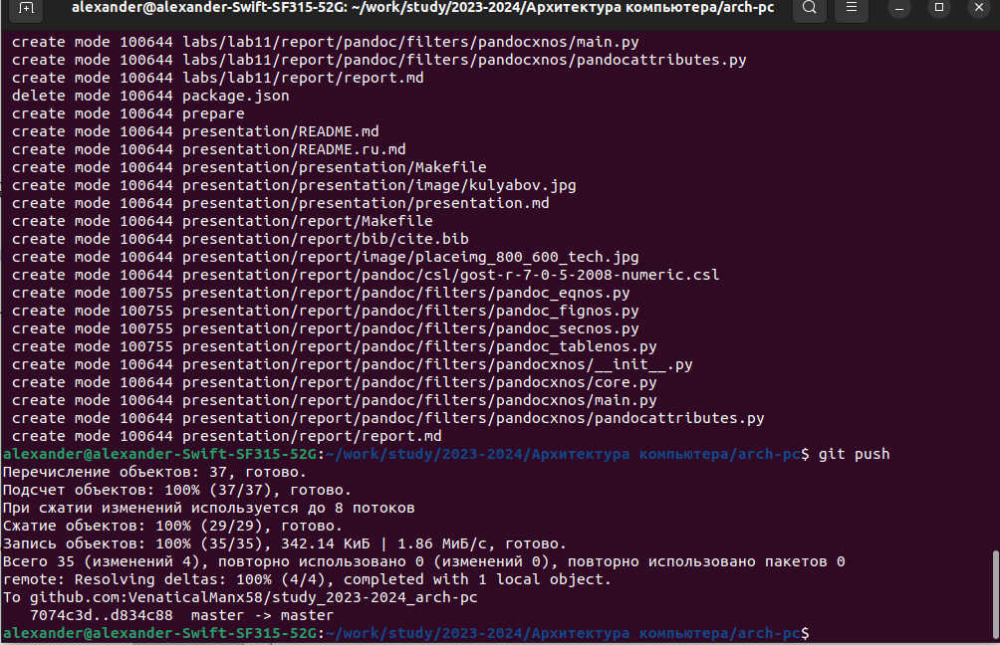 alexander@alexander-Swift-SF315-52G: ~/work/study/2023-2024/Архитектура компьютера/arch-pc
create mode 100644 labs/lab11/report/pandoc/filters/pandocxnos/main.py
create mode 100644 labs/lab11/report/pandoc/filters/pandocxnos/pandocattributes.py
create mode 100644 labs/lab11/report/report.md
delete mode 100644 package.json
create mode 100644 prepare
create mode 100644 presentation/README.md
create mode 100644 presentation/README.ru.md
create mode 100644 presentation/presentation/Makefile
create mode 100644 presentation/presentation/image/kulyabov.jpg
create mode 100644 presentation/presentation/presentation.md
create mode 100644 presentation/report/Makefile
create mode 100644 presentation/report/bib/cite.bib
create mode 100644 presentation/report/image/placeimg_800_600_tech.jpg
create mode 100644 presentation/report/pandoc/csl/gost-r-7-0-5-2008-numeric.csl
create mode 100755 presentation/report/pandoc/filters/pandoc_eqnos.py
create mode 100755 presentation/report/pandoc/filters/pandoc_fignos.py
create mode 100755 presentation/report/pandoc/filters/pandoc_secnos.py
create mode 100755 presentation/report/pandoc/filters/pandoc_tablenos.py
create mode 100644 presentation/report/pandoc/filters/pandocxnos/__init__.py
create mode 100644 presentation/report/pandoc/filters/pandocxnos/core.py
create mode 100644 presentation/report/pandoc/filters/pandocxnos/main.py
create mode 100644 presentation/report/pandoc/filters/pandocxnos/pandocattributes.py
create mode 100644 presentation/report/report.md
alexander@alexander-Swift-SF315-52G:~/work/study/2023-2024/Архитектура компьютера/arch-pc$ git push
Перечисление объектов: 37, готово.
Подсчет объектов: 100% (37/37), готово.
При сжатии изменений используется до 8 потоков
Сжатие объектов: 100% (29/29), готово.
Запись объектов: 100% (35/35), 342.14 КиБ | 1.86 МиБ/с, готово.
Всего 35 (изменений 4), повторно использовано 0 (изменений 0), повторно использовано пакетов 0
remote: Resolving deltas: 100% (4/4), completed with 1 local object.
To github.com:VenaticalManx58/study_2023-2024_arch-pc
7074c3d..d834c88  master -> master
alexander@alexander-Swift-SF315-52G:~/work/study/2023-2024/Архитектура компьютера/arch-pc$